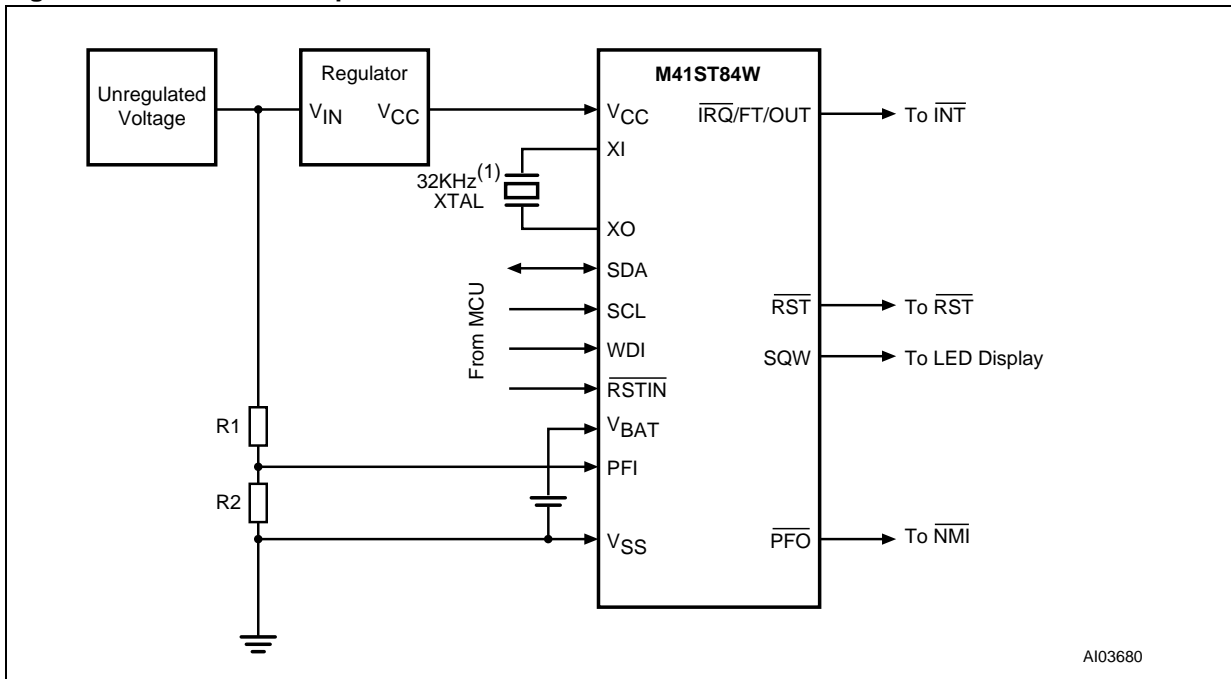 Unregulated
Voltage
Regulator
VIN VCC
M41ST84W
VCC
IRQ/FT/OUT
To INT
XI
32KHz(1)
XTAL
XO
From MCU
SDA
SCL
RST
To RST
WDI
SQW
To LED Display
RSTIN
R1
VBAT
PFI
R2
VSS
PFO
To NMI
AI03680